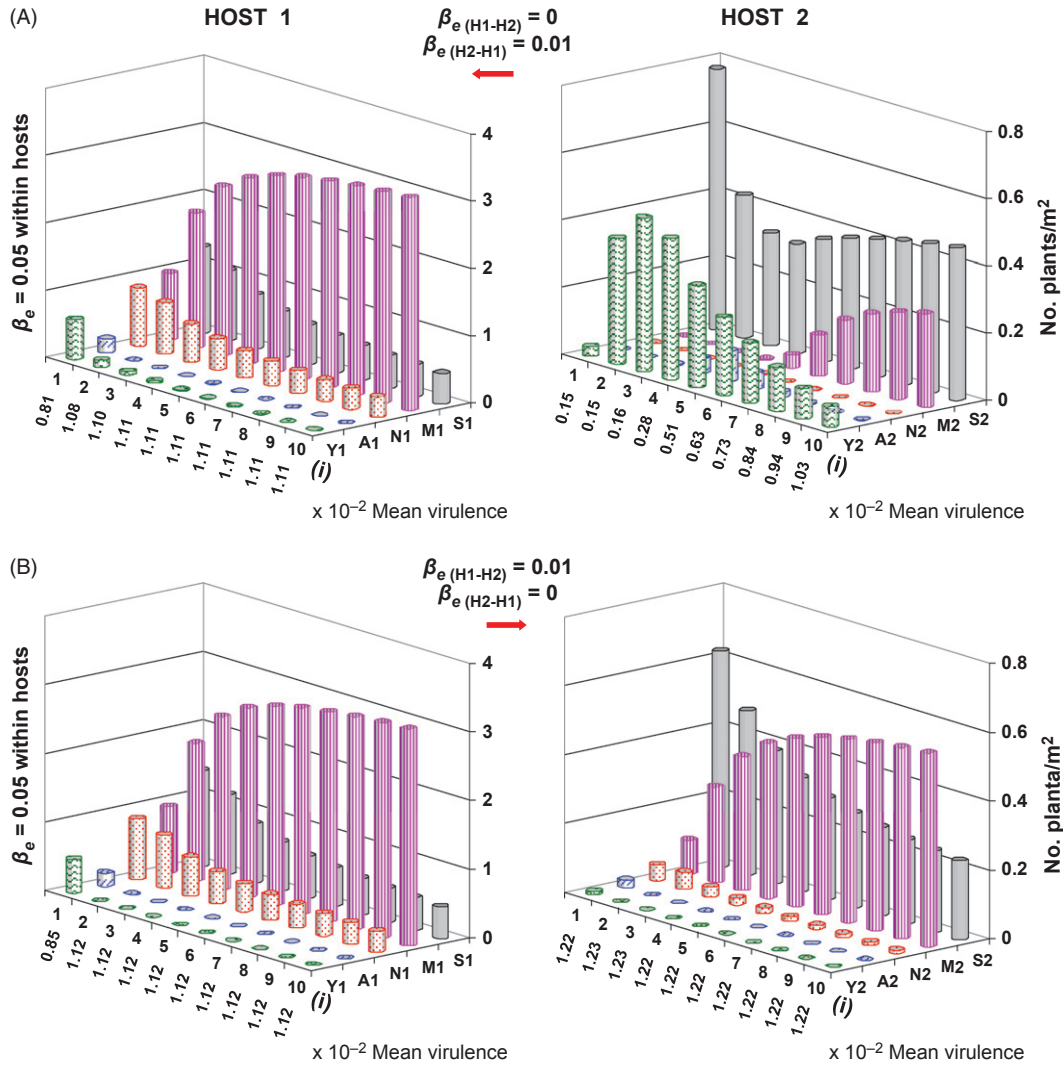 (A)
HOST 1
βe (H1-H2) = 0
βe (H2-H1) = 0.01
HOST 2
βe = 0.05 within hosts
4
3
2
1
0
1 2 3 4 5 6 7 8 9 10
0.81 1.08 1.10 1.11 1.11 1.11 1.11 1.11 1.11 1.11
(i)
Y1 A1 N1 M1 S1
x 10–2 Mean virulence
0.8
0.6
0.4
0.2
0
No. plants/m2
1 2 3 4 5 6 7 8 9 10
0.15 0.15 0.16 0.28 0.51 0.63 0.73 0.84 0.94 1.03
(i)
Y2 A2 N2 M2 S2
x 10–2 Mean virulence
(B)
βe (H1-H2) = 0.01
βe (H2-H1) = 0
βe = 0.05 within hosts
4
3
2
1
0
1 2 3 4 5 6 7 8 9 10
0.85 1.12 1.12 1.12 1.12 1.12 1.12 1.12 1.12
(i)
Y1 A1 N1 M1 S1
x 10–2 Mean virulence
0.8
0.6
0.4
0.2
0
No. planta/m2
1 2 3 4 5 6 7 8 9 10
1.22 1.23 1.23 1.22 1.22 1.22 1.22 1.22 1.22 1.22
(i)
Y2 A2 N2 M2 S2
x 10–2 Mean virulence